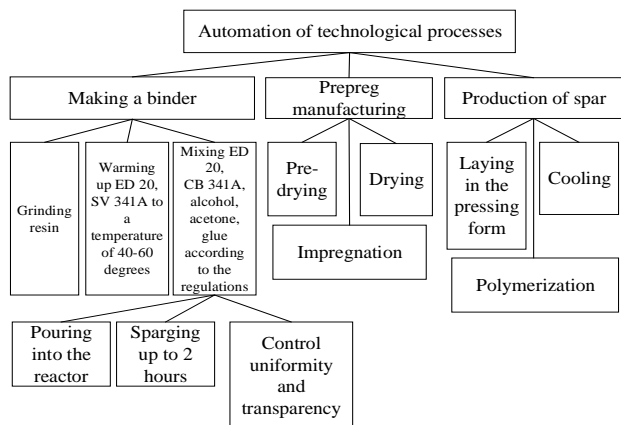 Automation of technological processes
Making a binder
Prepreg
manufacturing
Production of spar
Grinding
resin
Warming
up ED 20,
SV 341A to
a
temperature
of 40-60
degrees
Mixing ED
20,
CB 341A,
alcohol,
acetone,
glue
according
to the
regulations
Pre-
drying
Drying
Impregnation
Laying
in the
pressing
form
Cooling
Polymerization
Pouring
into the
reactor
Sparging
up to 2
hours
Control
uniformity
and
transparency